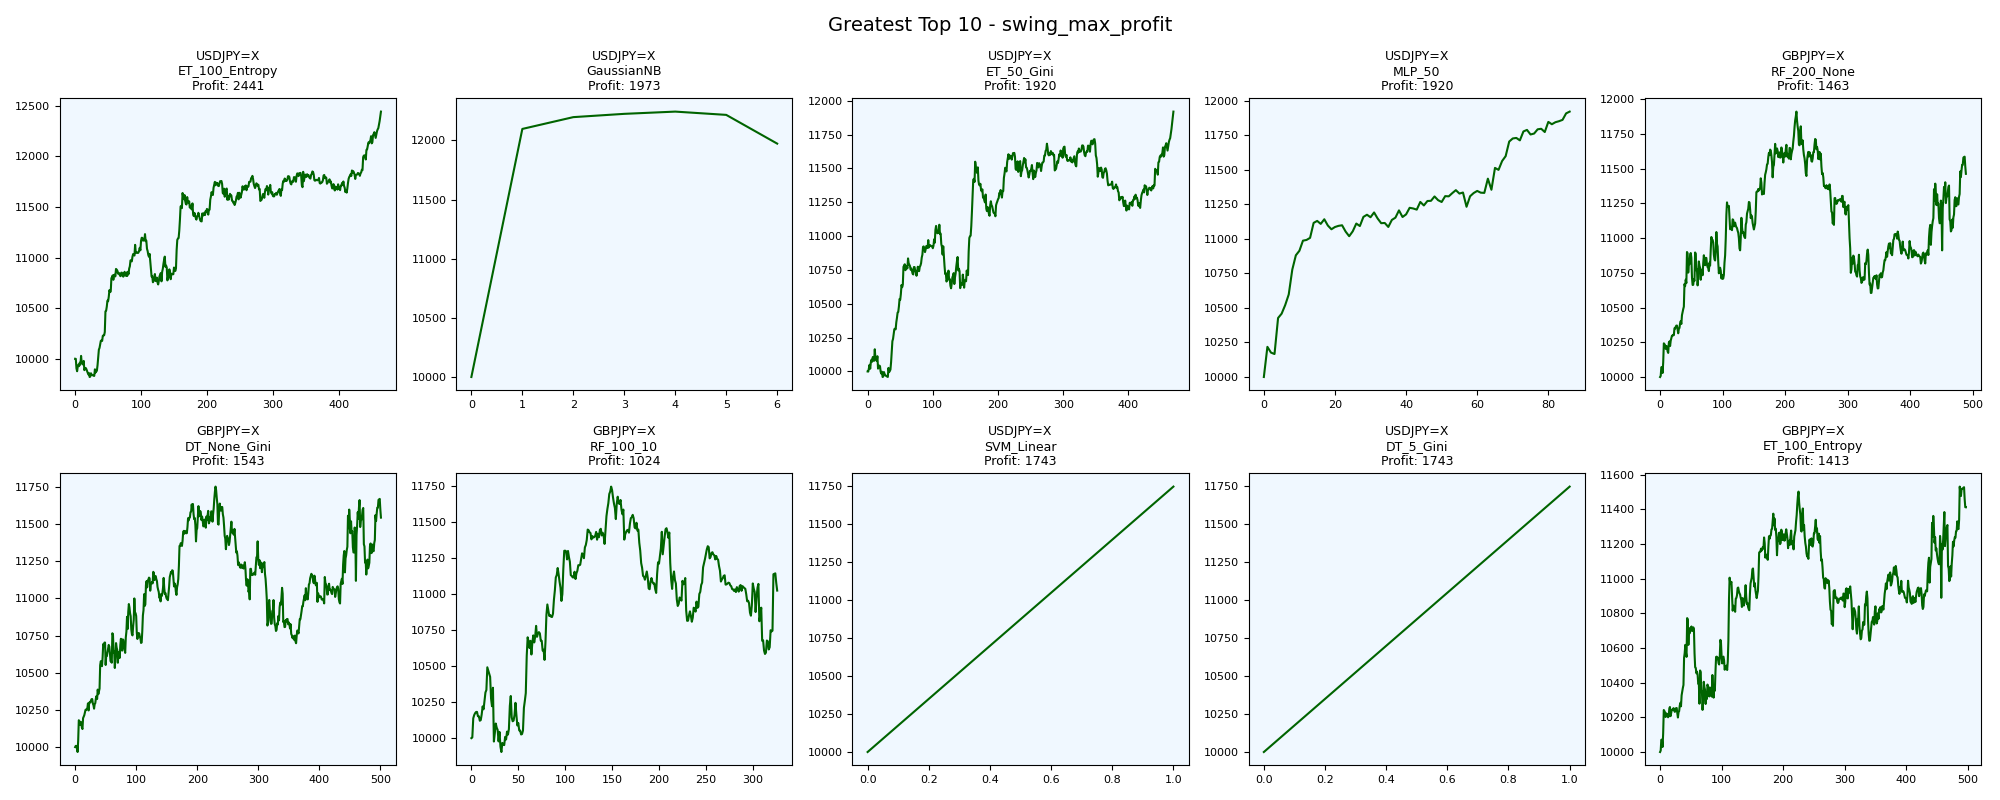 Greatest Top 10 - swing_max_profit
USDJPY=X
ET_100_Entropy
Profit: 2441
12500
12000
11500
11000
10500
10000
0 100 200 300 400
USDJPY=X
GaussianNB
Profit: 1973
12000
11500
11000
10500
10000
0 1 2 3 4 5 6
USDJPY=X
ET_50_Gini
Profit: 1920
12000
11750
11500
11250
11000
10750
10500
10250
10000
0 100 200 300 400
USDJPY=X
MLP_50
Profit: 1920
12000
11750
11500
11250
11000
10750
10500
10250
10000
0 20 40 60 80
GBPJPY=X
RF_200_None
Profit: 1463
12000
11750
11500
11250
11000
10750
10500
10250
10000
0 100 200 300 400 500
GBPJPY=X
DT_None_Gini
Profit: 1543
11750
11500
11250
11000
10750
10500
10250
10000
0 100 200 300 400 500
GBPJPY=X
RF_100_10
Profit: 1024
11750
11500
11250
11000
10750
10500
10250
10000
0 50 100 150 200 250 300
USDJPY=X
SVM_Linear
Profit: 1743
11750
11500
11250
11000
10750
10500
10250
10000
0.0 0.2 0.4 0.6 0.8 1.0
USDJPY=X
DT_5_Gini
Profit: 1743
11750
11500
11250
11000
10750
10500
10250
10000
0.0 0.2 0.4 0.6 0.8 1.0
GBPJPY=X
ET_100_Entropy
Profit: 1413
11600
11400
11200
11000
10800
10600
10400
10200
10000
0 100 200 300 400 500